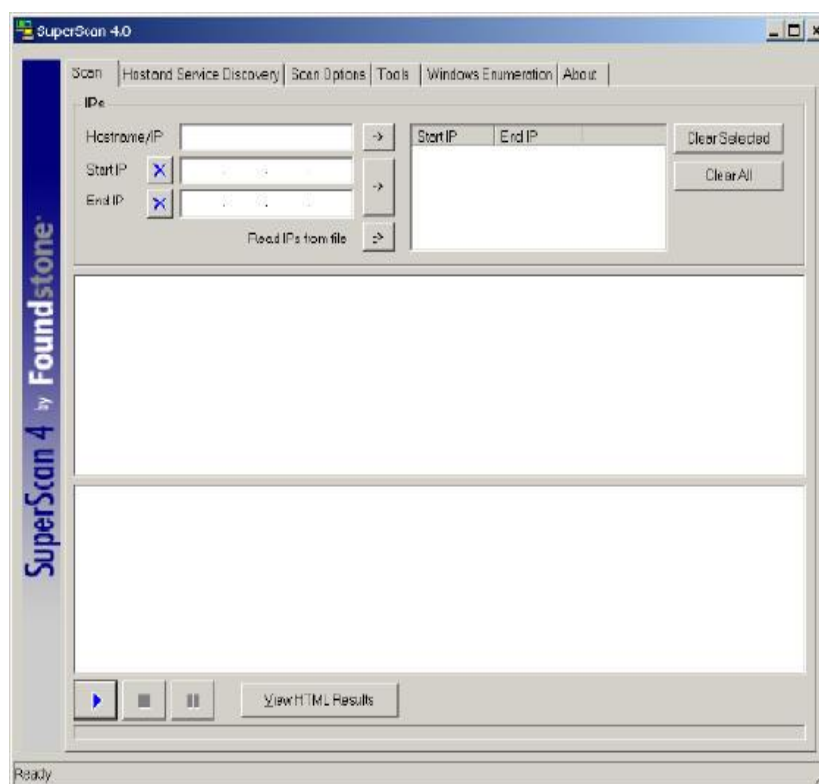 SuperScan 4.0
Scan Host and Service Discovery Scan Options Tools Windows Enumeration About
IPs
Hostname/IP
->
Start IP End IP
Clear Selected
Start IP
X
->
Clear All
End IP
X
Read IPs from file
->
SuperScan 4 by Foundstone
View HTML Results
Ready